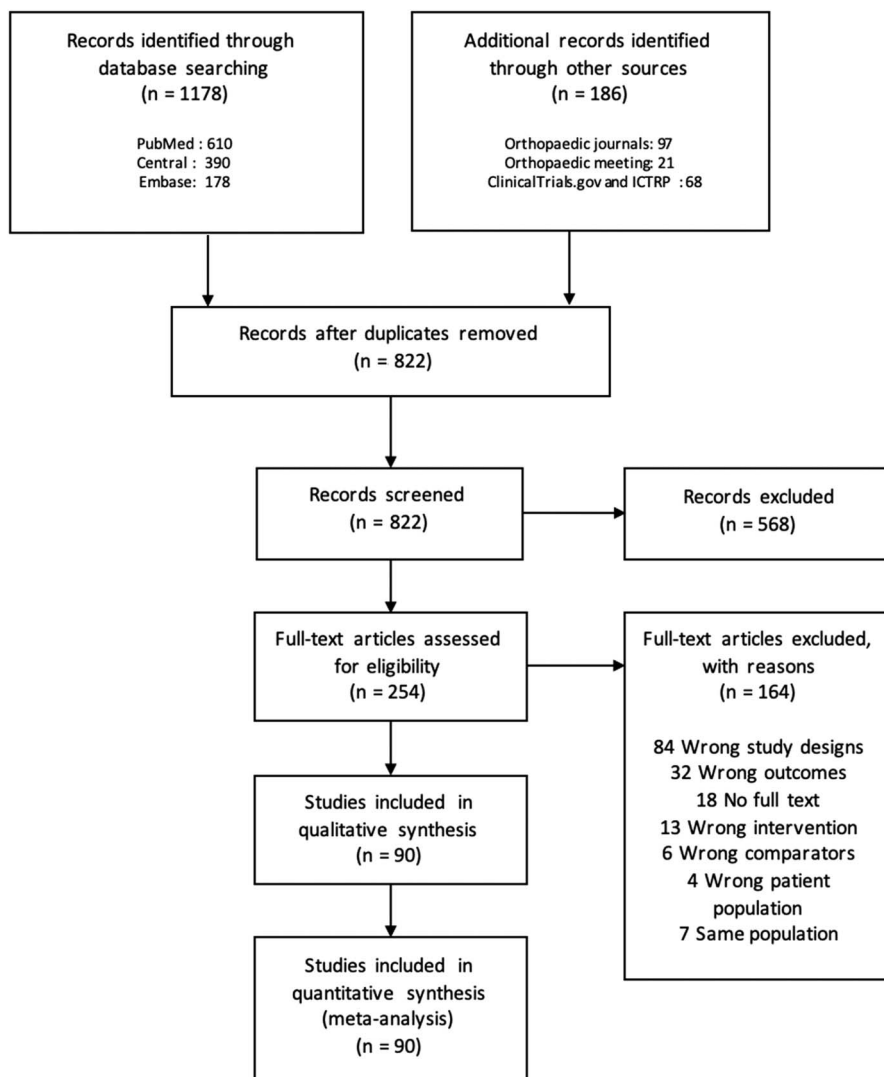 Records identified through
database searching
(n = 1178)
PubMed : 610
Central : 390
Embase: 178
Additional records identified
through other sources
(n = 186)
Orthopaedic journals: 97
Orthopaedic meeting: 21
ClinicalTrials.gov and ICTRP : 68
Records after duplicates removed
(n = 822)
Records screened
(n = 822)
Records excluded
(n = 568)
Full-text articles assessed
for eligibility
(n = 254)
Full-text articles excluded,
with reasons
(n = 164)
84 Wrong study designs
32 Wrong outcomes
18 No full text
13 Wrong intervention
6 Wrong comparators
4 Wrong patient
population
7 Same population
Studies included in
qualitative synthesis
(n = 90)
Studies included in
quantitative synthesis
(meta-analysis)
(n = 90)